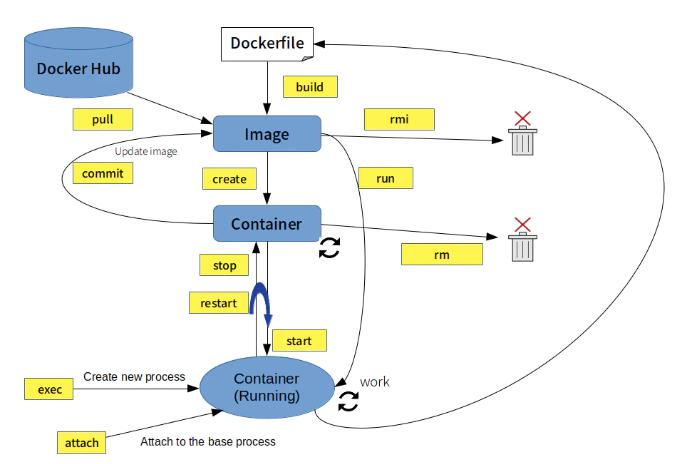 Dockerfile
Docker Hub
build
pull
rmi
Image
Update image
commit
create
run
Container
stop
rm
restart
start
Create new process
exec
Container
(Running)
work
attach
Attach to the base process